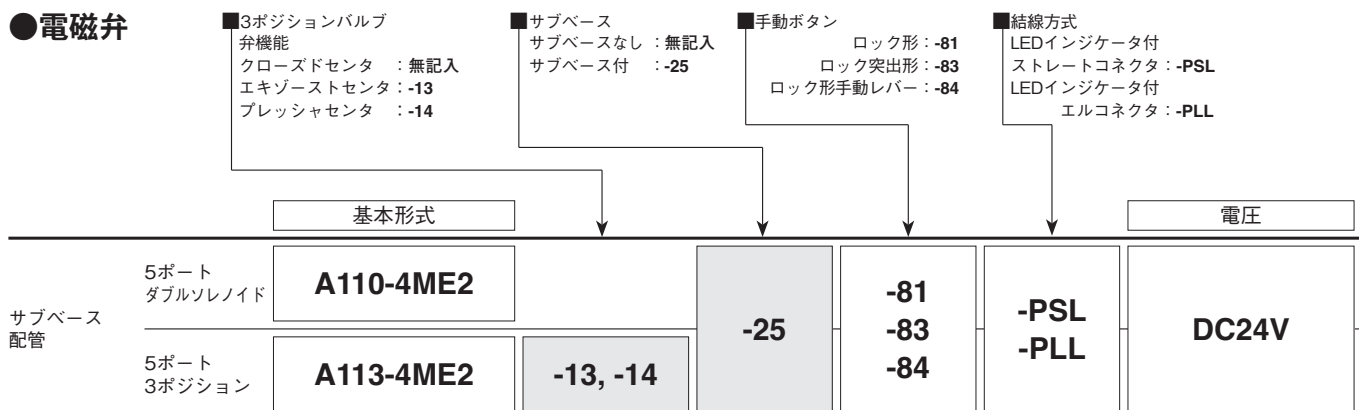 ●電磁弁
■3ポジションバルブ
弁機能
クローズドセンタ ：無記入
エキゾーストセンタ：-13
プレッシャセンタ ：-14
■サブベース
サブベースなし：無記入
サブベース付 ：-25
■手動ボタン
ロック形：-81
ロック突出形：-83
ロック形手動レバー：-84
■結線方式
LEDインジケータ付
ストレートコネクタ：-PSL
LEDインジケータ付
エルコネクタ：-PLL
基本形式
電圧
サブベース
配管
5ポート
ダブルソレノイド
A110-4ME2
5ポート
3ポジション
A113-4ME2
-13, -14
-25
-81
-83
-84
-PSL
-PLL
DC24V